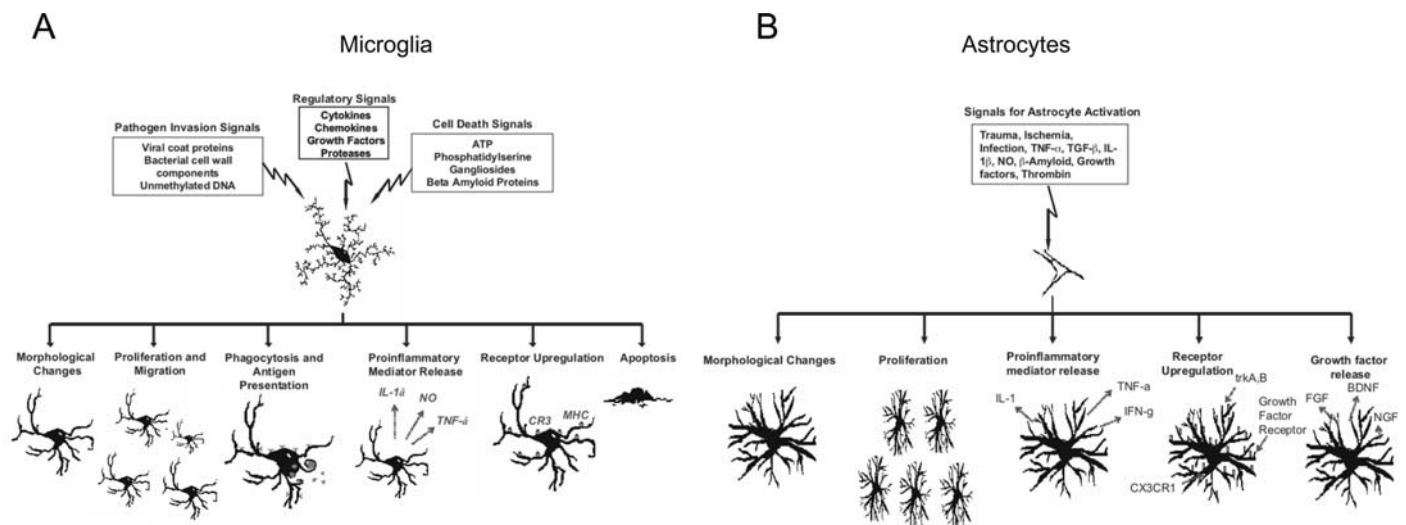 A
Microglia
Regulatory Signals
Cytokines
Chemokines
Growth Factors
Proteases
Pathogen Invasion Signals
Viral coat proteins
Bacterial cell wall
components
Unmethylated DNA
Cell Death Signals
ATP
Phosphatidylserine
Gangliosides
Beta Amyloid Proteins
Morphological
Changes
Proliferation and
Migration
Phagocytosis and
Antigen
Presentation
Proinflammatory
Mediator Release
IL-1â
NO
TNF-á
Receptor Upregulation
CR3
MHC
Apoptosis
B
Astrocytes
Signals for Astrocyte Activation
Trauma, Ischemia,
Infection, TNF-α, TGF-β, IL-
1β, NO, β-Amyloid, Growth
factors, Thrombin
Morphological Changes
Proliferation
Proinflammatory
mediator release
IL-1
TNF-a
IFN-g
Receptor
Upregulation
trkA,B
Growth
Factor
Receptor
CX3CR1
Growth factor
release
BDNF
FGF
NGF